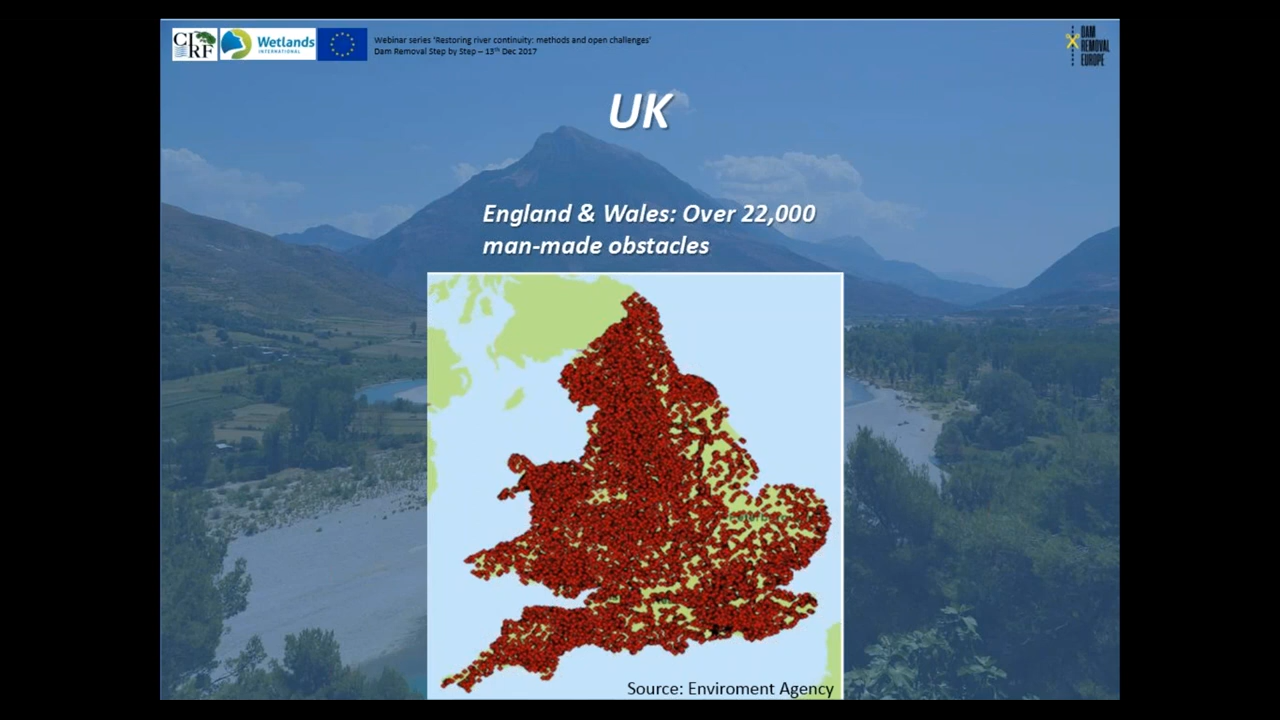 CIRF
Wetlands
INTERNATIONAL
Webinar series 'Restoring river continuity: methods and open challenges'
Dam Removal Step by Step – 13th Dec 2017
DAM
REMOVAL
EUROPE
UK
England & Wales: Over 22,000
man-made obstacles
Source: Enviroment Agency